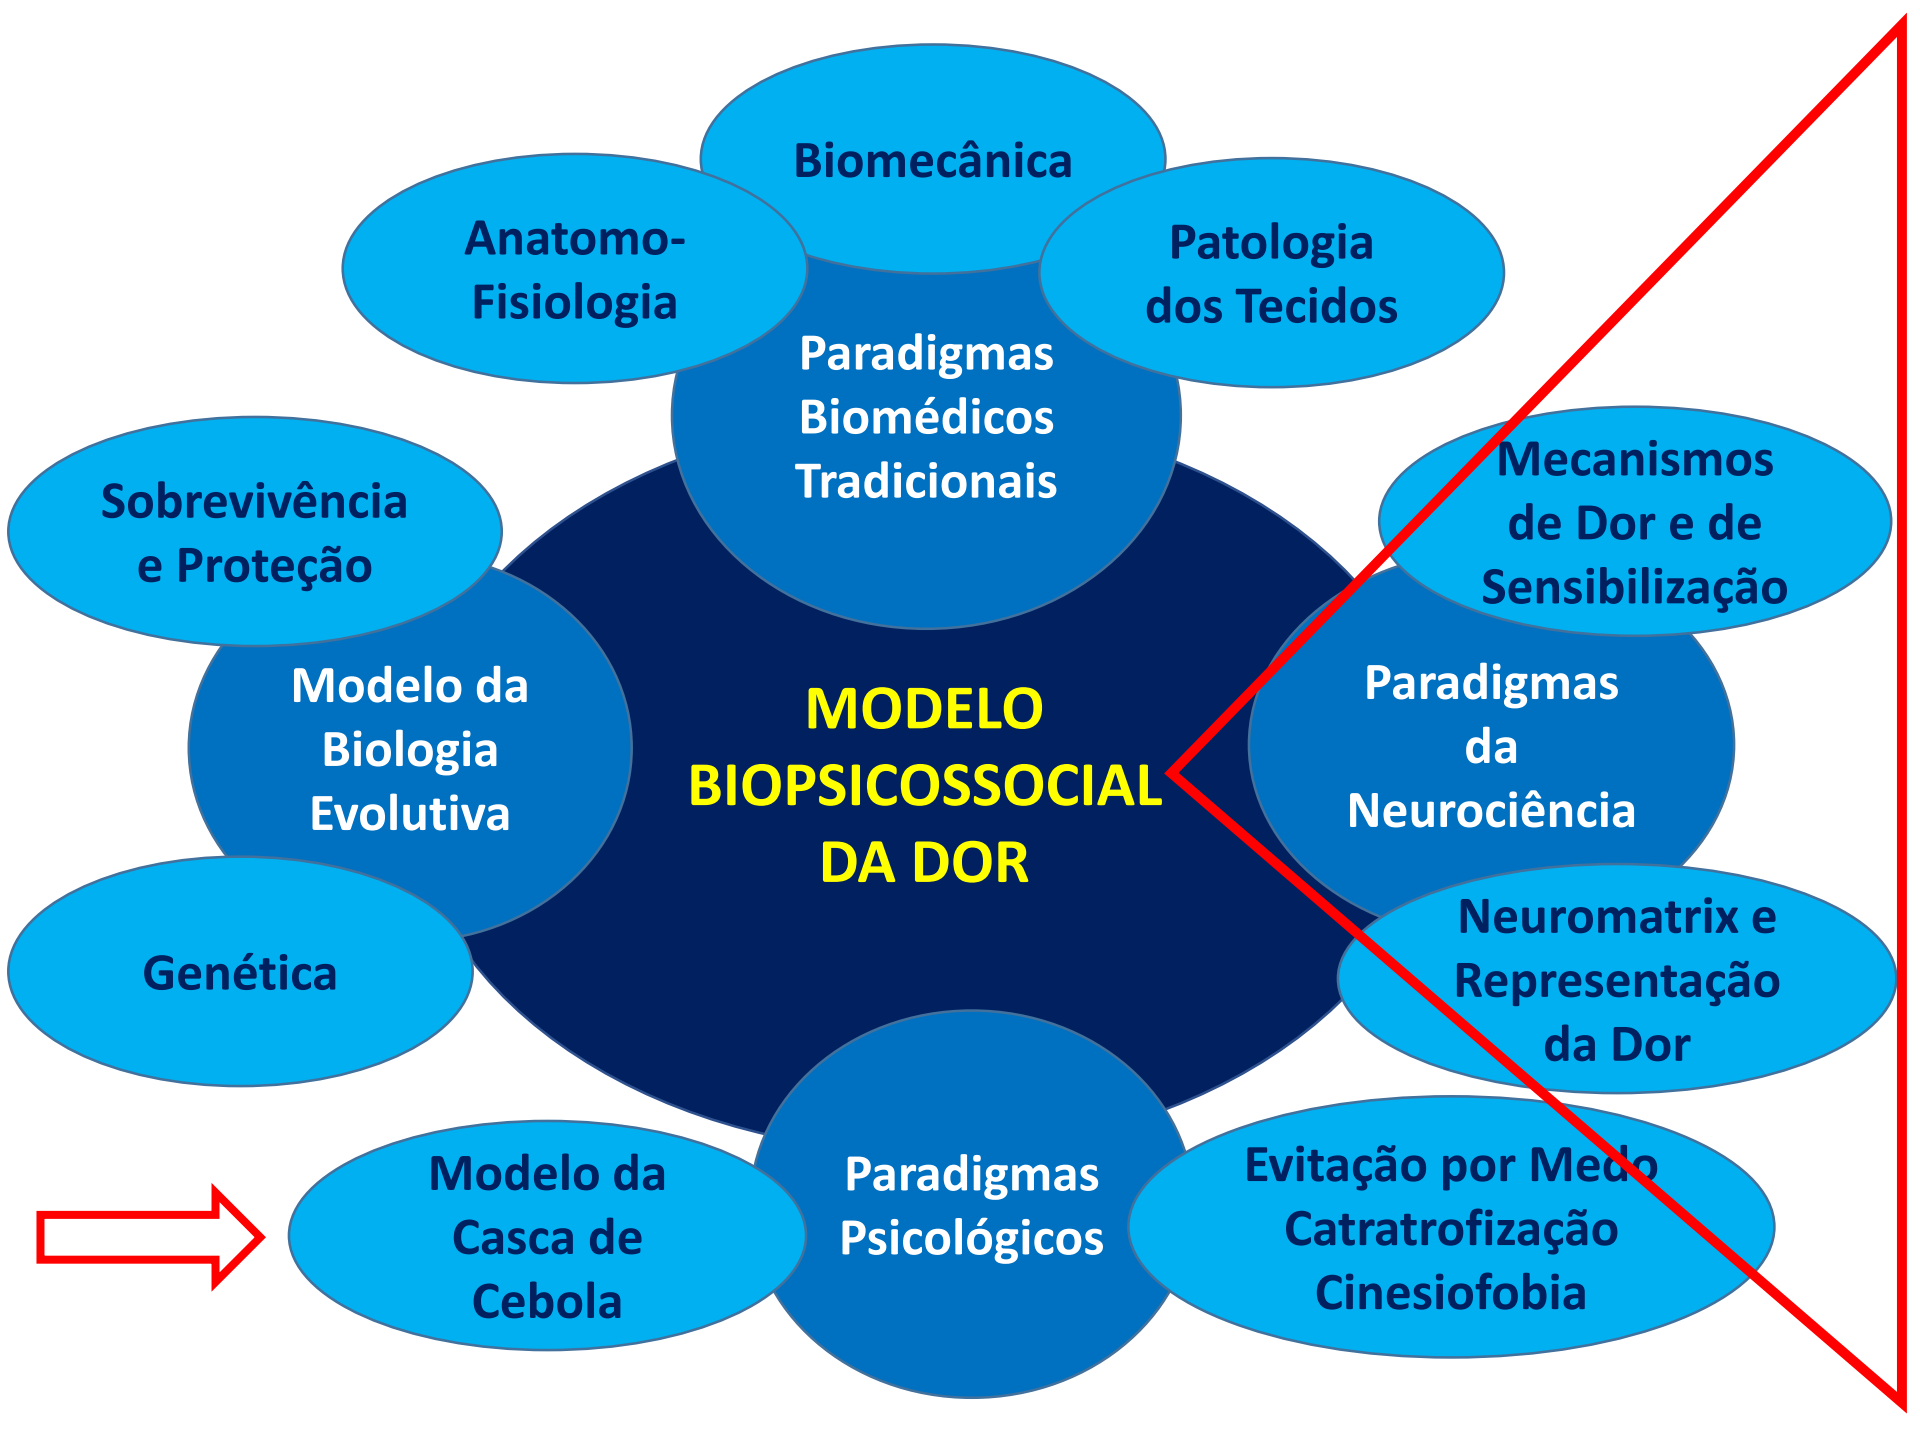 Biomecânica
Anatomo-
Fisiologia
Patologia
dos Tecidos
Paradigmas
Biomédicos
Tradicionais
Sobrevivência
e Proteção
Mecanismos
de Dor e de
Sensibilização
Modelo da
Biologia
Evolutiva
MODELO
BIOPSICOSSOCIAL
DA DOR
Paradigmas
da
Neurociência
Genética
Neuromatrix e
Representação
da Dor
Modelo da
Casca de
Cebola
Paradigmas
Psicológicos
Evitação por Medo
Catratrofização
Cinesiofobia